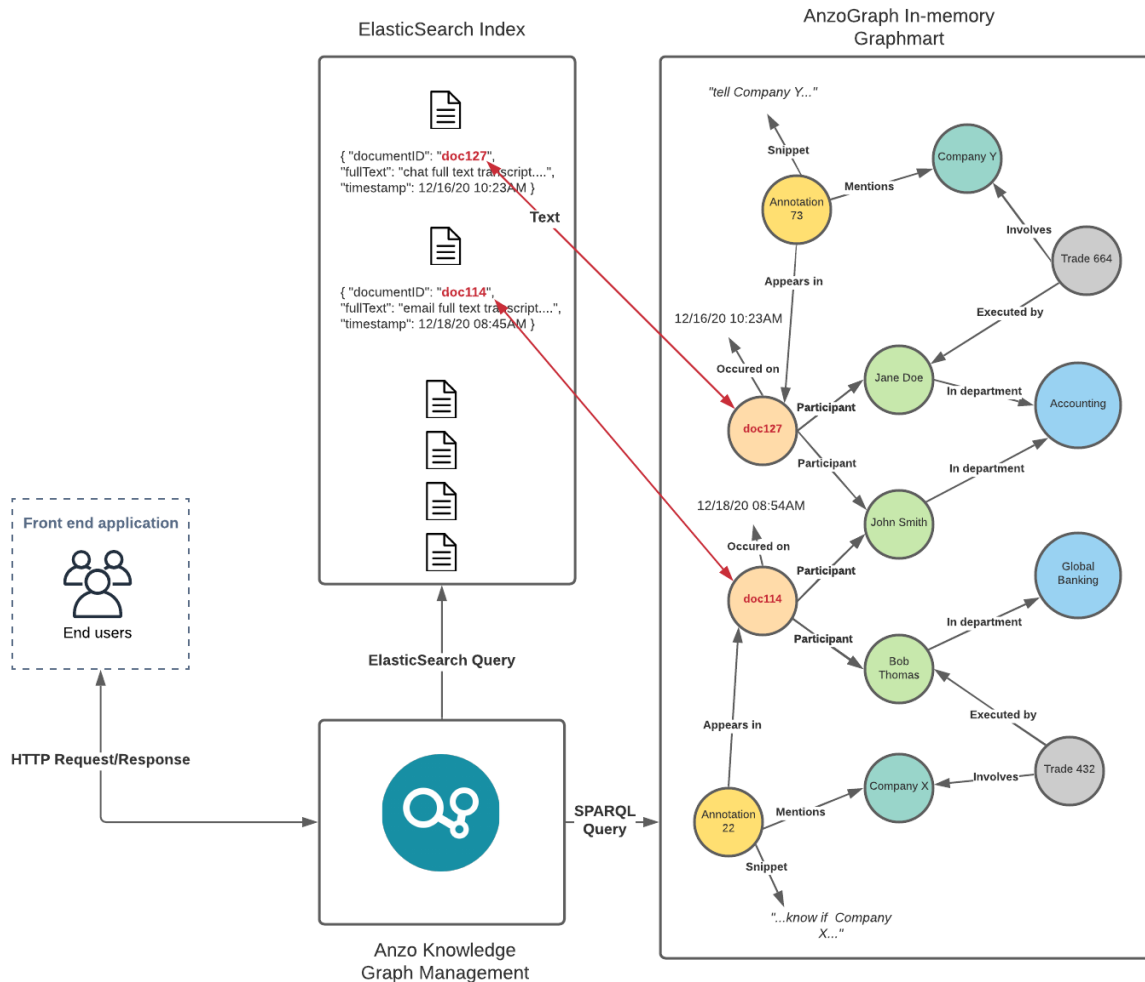 ElasticSearch Index
{ "documentID": "doc127",
"fullText": "chat full text transcript....",
"timestamp": 12/16/20 10:23AM }
{ "documentID": "doc114",
"fullText": "email full text transcript....",
"timestamp": 12/18/20 08:45AM }
Text
Front end application
End users
HTTP Request/Response
ElasticSearch Query
SPARQL
Query
Anzo Knowledge
Graph Management
AnzoGraph In-memory
Graphmart
"tell Company Y..."
Snippet
Annotation
73
Mentions
Company Y
Involves
Trade 664
Appears in
Executed by
12/16/20 10:23AM
Occured on
doc127
Participant
Jane Doe
In department
Accounting
Participant
In department
John Smith
12/18/20 08:54AM
Occured on
doc114
Participant
Participant
Global
Banking
In department
Bob
Thomas
Executed by
Trade 432
Involves
Company X
Appears in
Annotation
22
Mentions
Snippet
"...know if  Company
X..."